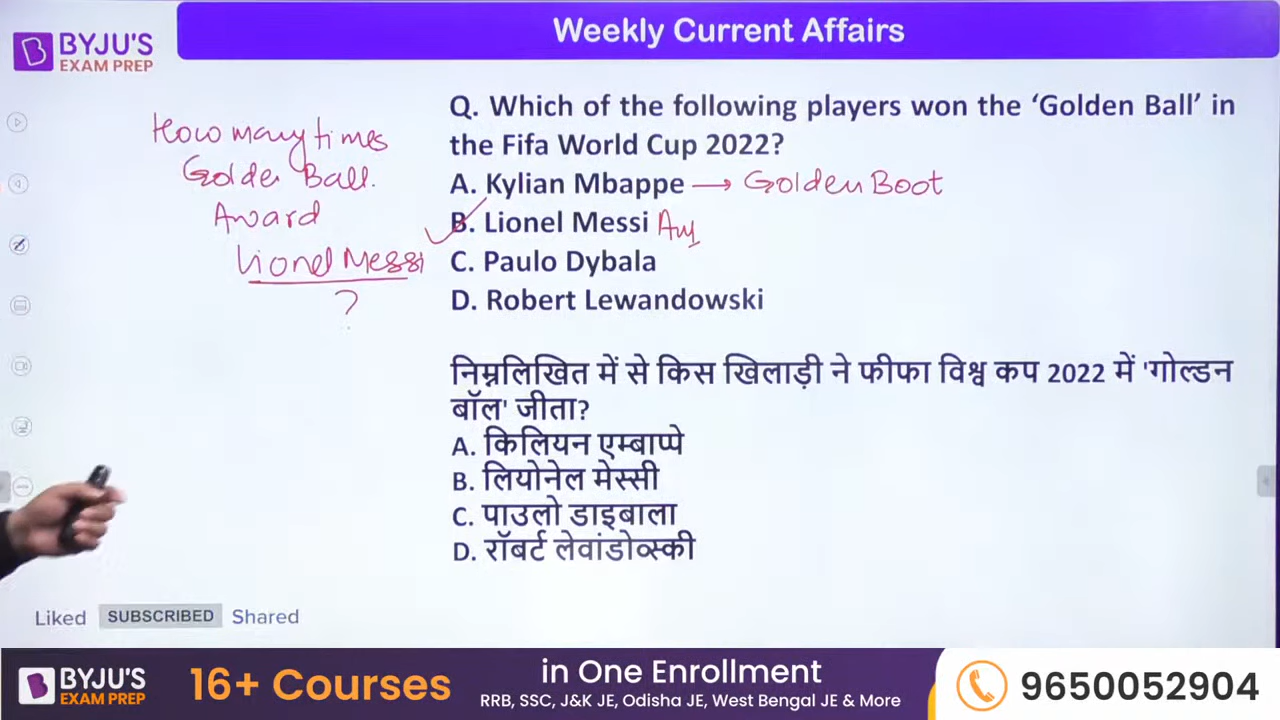 Weekly Current Affairs
BYJU'S
EXAM PREP
How many times
Golden Ball.
Award
Lionel Messi
?
Q. Which of the following players won the ‘Golden Ball’ in
the Fifa World Cup 2022?
A. Kylian Mbappe → Golden Boot
B. Lionel Messi
C. Paulo Dybala
D. Robert Lewandowski
निम्नलिखित में से किस खिलाड़ी ने फीफा विश्व कप 2022 में 'गोल्डन
बॉल' जीता?
A. किलियन एम्बाप्पे
B. लियोनेल मेस्सी
C. पाउलो डाइबाला
D. रॉबर्ट लेवांडोव्स्की
Liked SUBSCRIBED Shared
BYJU'S
EXAM PREP
16+ Courses
in One Enrollment
RRB, SSC, J&K JE, Odisha JE, West Bengal JE & More
9650052904